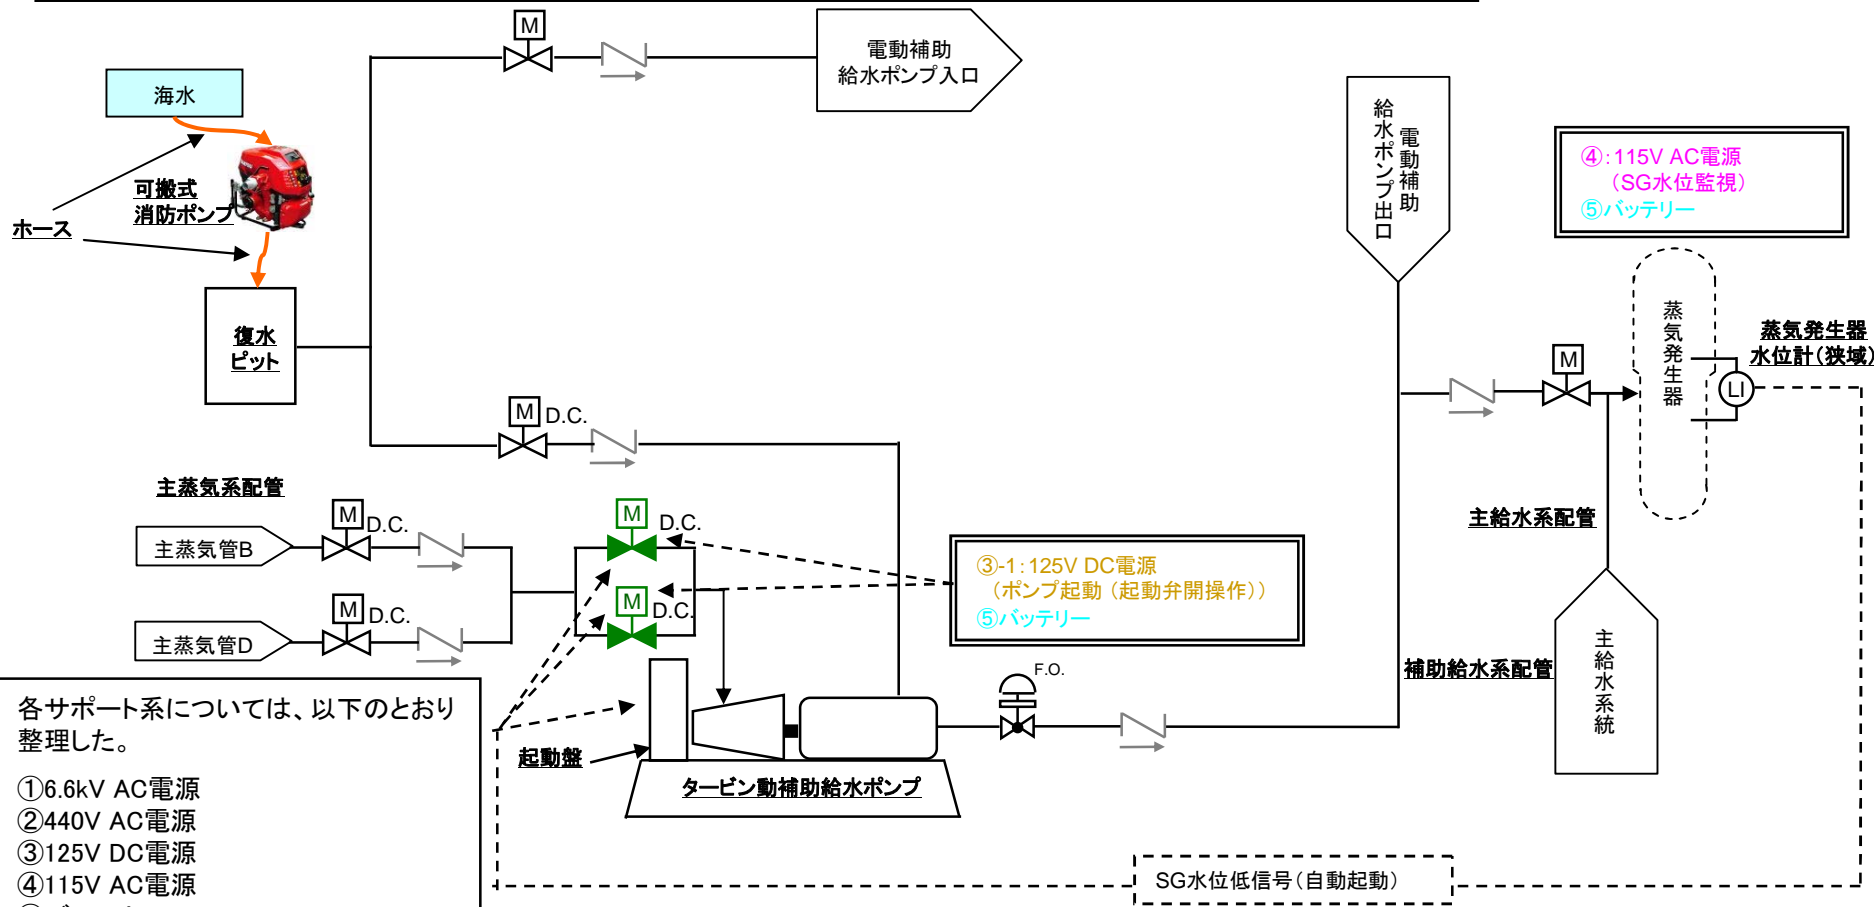 M
電動補助
給水ポンプ入口
海水
可搬式
消防ポンプ
ホース
復水
ピット
電動補助
給水ポンプ出口
④：115V AC電源
（SG水位監視）
⑤バッテリー
蒸気発生器
蒸気発生器
水位計（狭域）
LI
M
M
D.C.
主蒸気系配管
主蒸気管B
M
D.C.
主蒸気管D
M
D.C.
M
D.C.
M
D.C.
③-1：125V DC電源
（ポンプ起動（起動弁開操作））
⑤バッテリー
主給水系配管
主給水系統
補助給水系配管
F.O.
起動盤
タービン動補助給水ポンプ
各サポート系については、以下のとおり
整理した。
①6.6kV AC電源
②440V AC電源
③125V DC電源
④115V AC電源
SG水位低信号（自動起動）